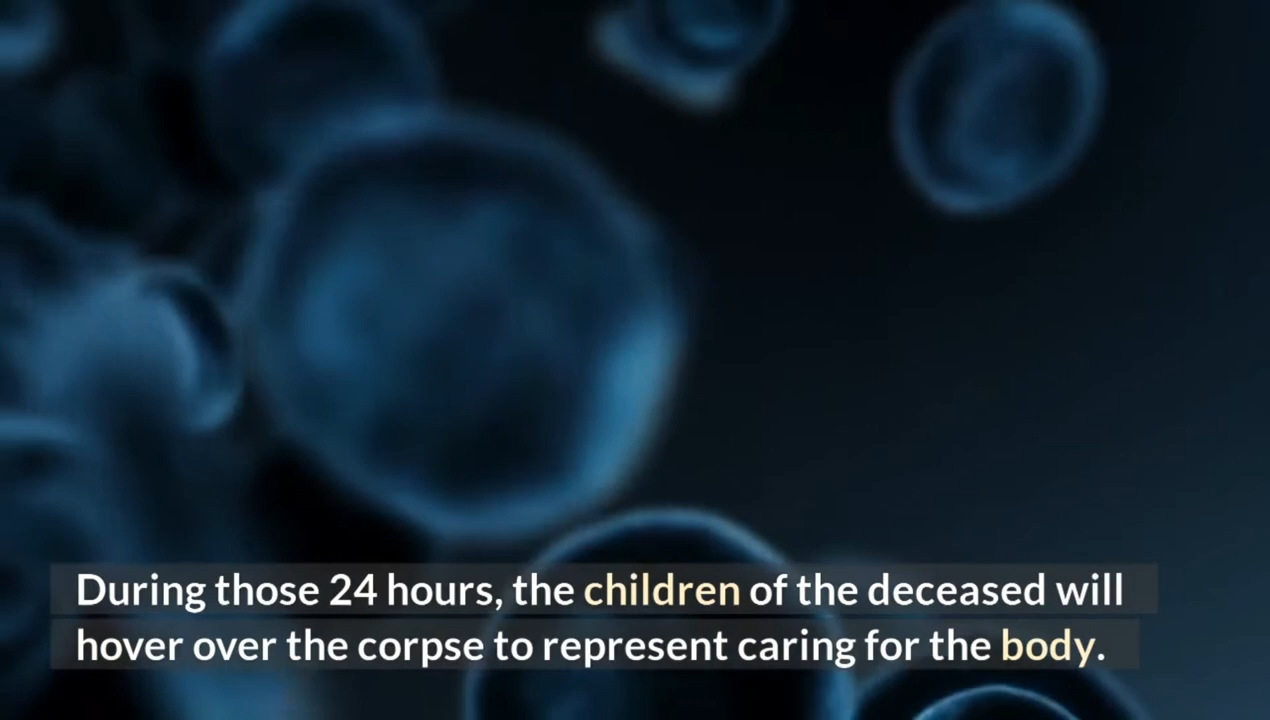 During those 24 hours, the children of the deceased will
hover over the corpse to represent caring for the body.